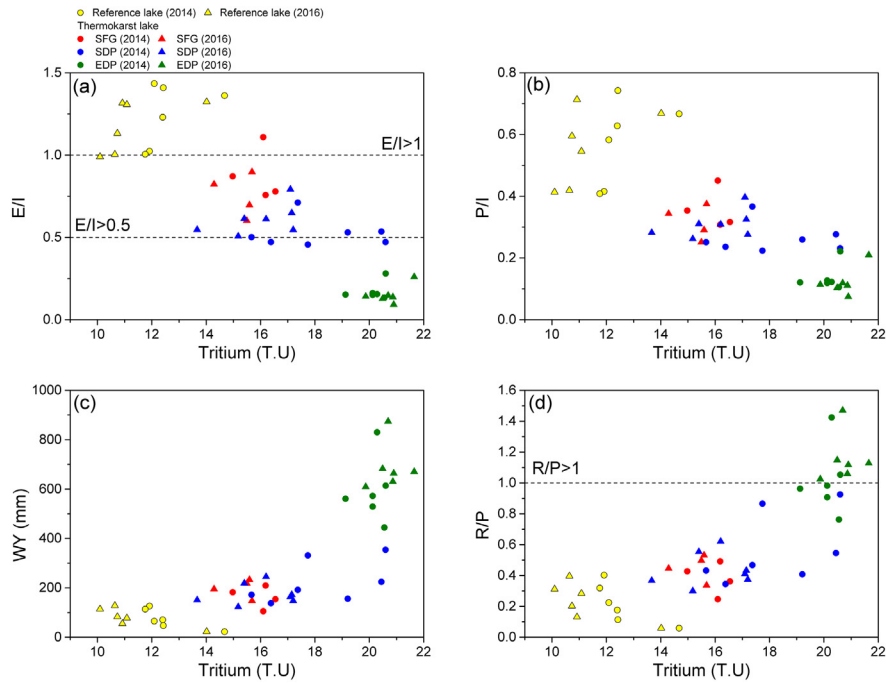 Reference lake (2014) Reference lake (2016)
Thermokarst lake
SFG (2014) SFG (2016)
SDP (2014) SDP (2016)
EDP (2014) EDP (2016)
(a)
E/I>1
E/I>0.5
E/I
1.5
1.0
0.5
0.0
10 12 14 16 18 20 22
Tritium (T.U)
(b)
P/I
0.8
0.6
0.4
0.2
0.0
10 12 14 16 18 20 22
Tritium (T.U)
(c)
WY (mm)
1000
800
600
400
200
0
10 12 14 16 18 20 22
Tritium (T.U)
(d)
R/P>1
R/P
1.6
1.4
1.2
1.0
0.8
0.6
0.4
0.2
0.0
10 12 14 16 18 20 22
Tritium (T.U)